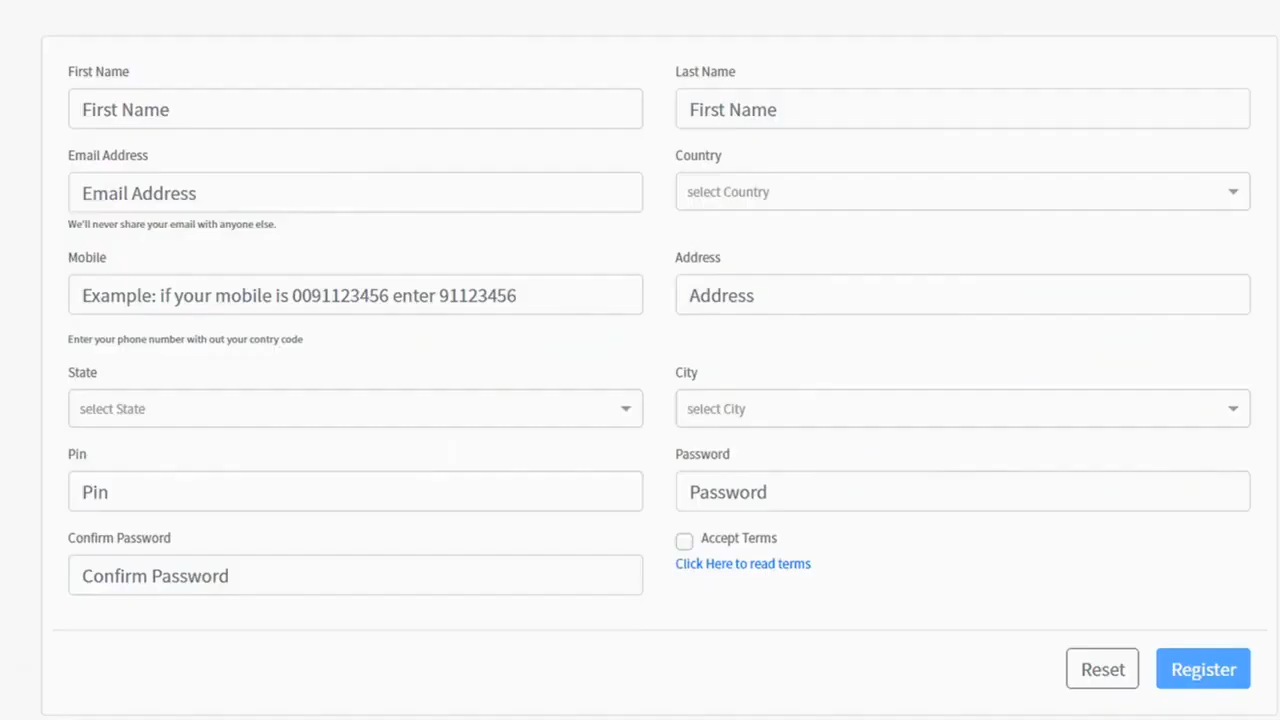 First Name
Last Name
First Name
First Name
Email Address
Country
Email Address
select Country
We'll never share your email with anyone else.
Mobile
Address
Example: if your mobile is 0091123456 enter 91123456
Address
Enter your phone number with out your contry code
State
City
select State
select City
Pin
Password
Pin
Password
Confirm Password
Accept Terms
Confirm Password
Click Here to read terms
Reset
Register